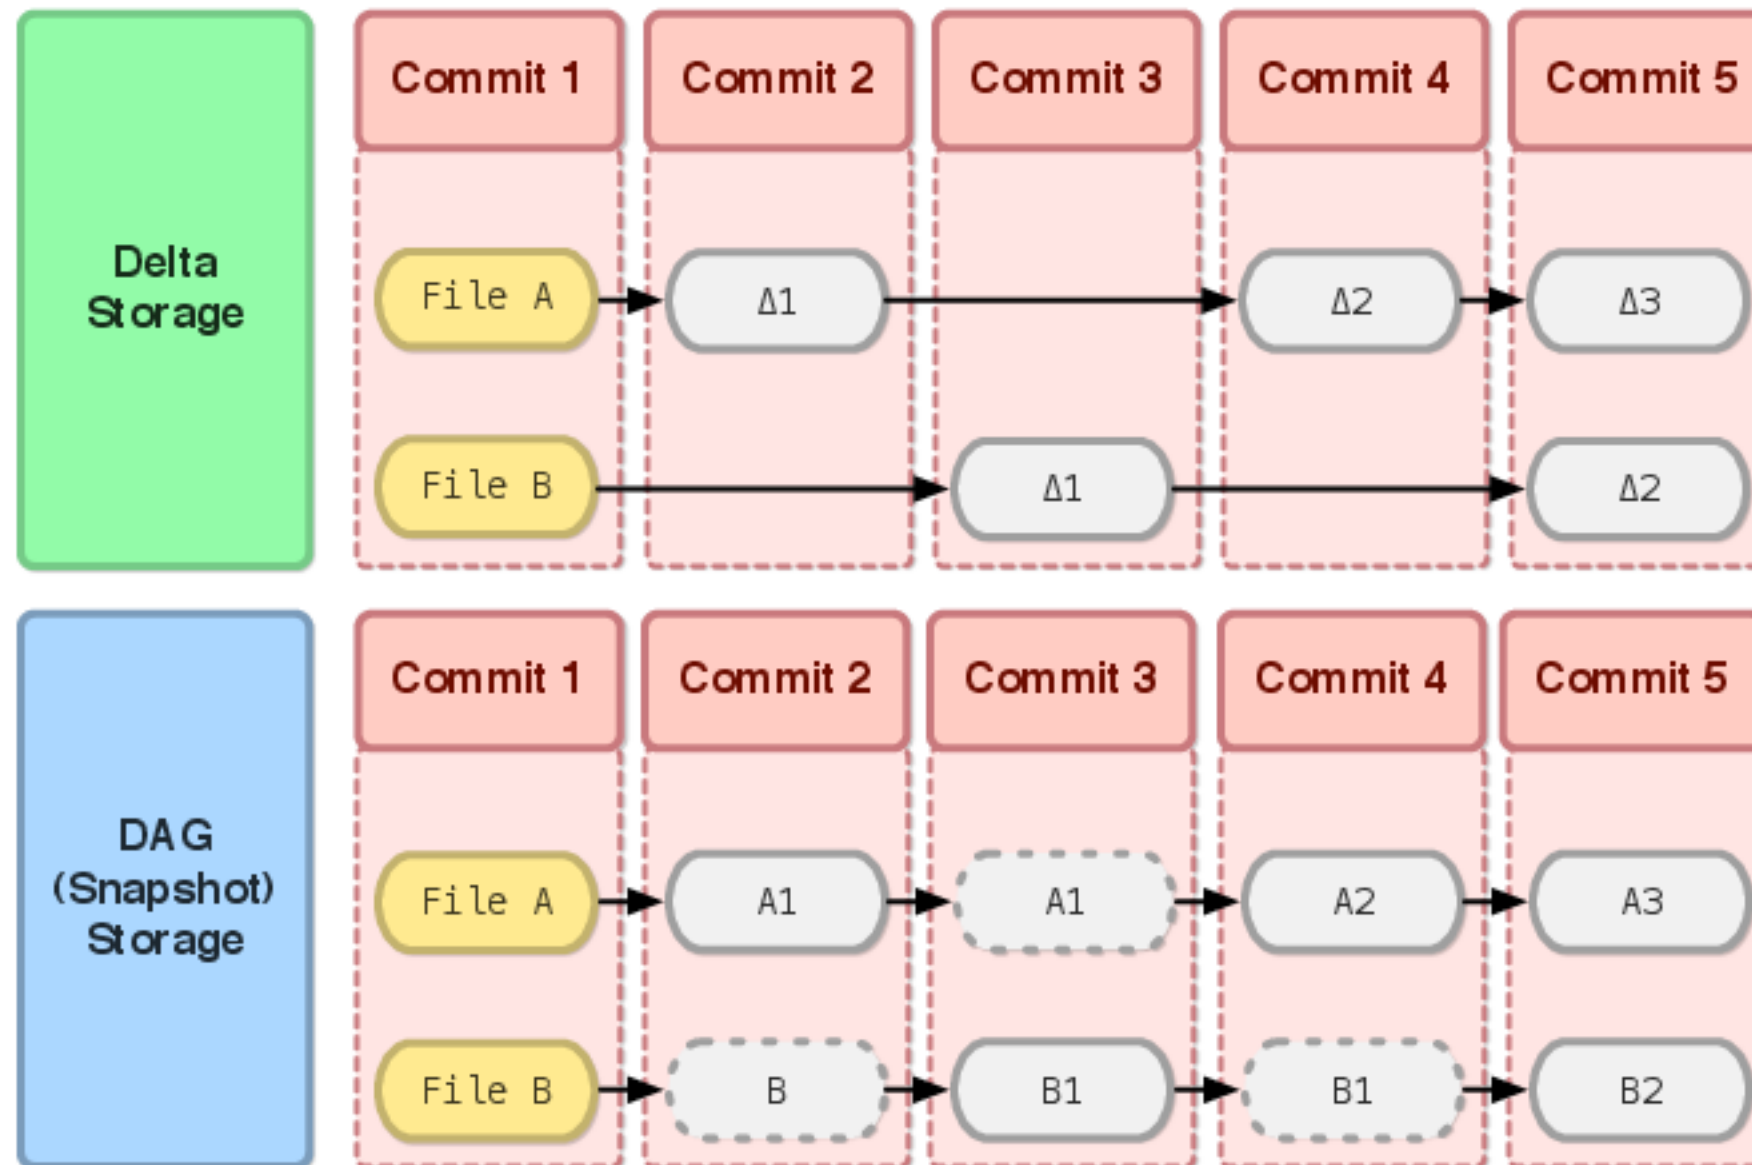 Delta
Storage
Commit 1 Commit 2 Commit 3 Commit 4 Commit 5
File A Δ1 Δ2 Δ3
File B Δ1 Δ2
DAG
(Snapshot)
Storage
Commit 1 Commit 2 Commit 3 Commit 4 Commit 5
File A A1 A1 A2 A3
File B B B1 B1 B2